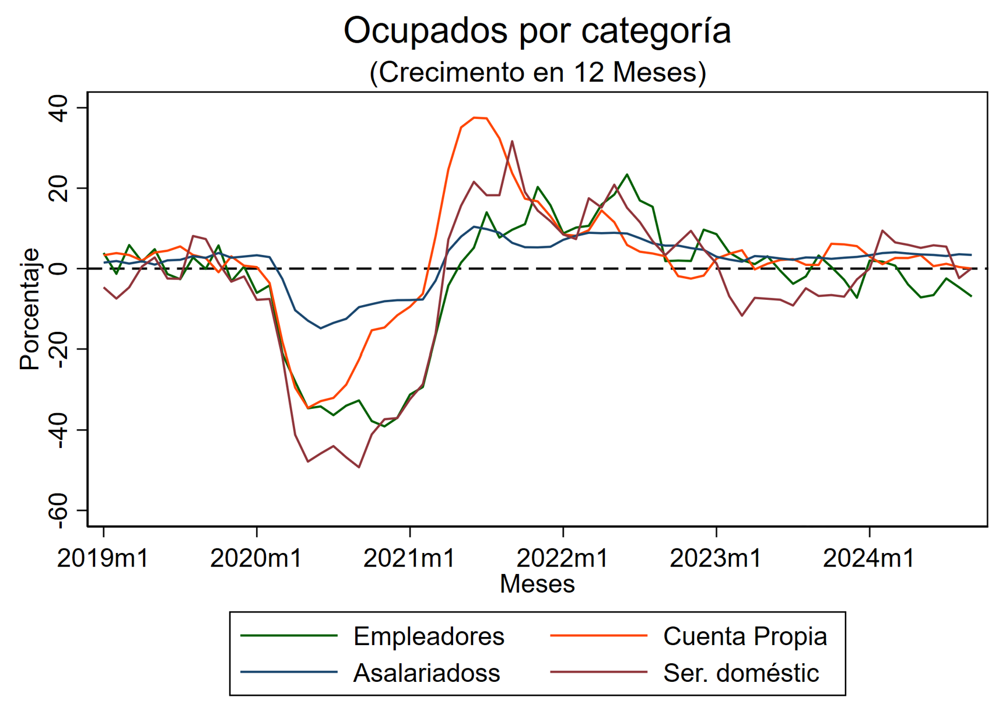 Ocupados por categoría
(Crecimento en 12 Meses)
Porcentaje
40
20
0
-20
-40
-60
2019m1 2020m1 2021m1 2022m1 2023m1 2024m1
Meses
Empleadores Cuenta Propia
Asalariadoss Ser. doméstic